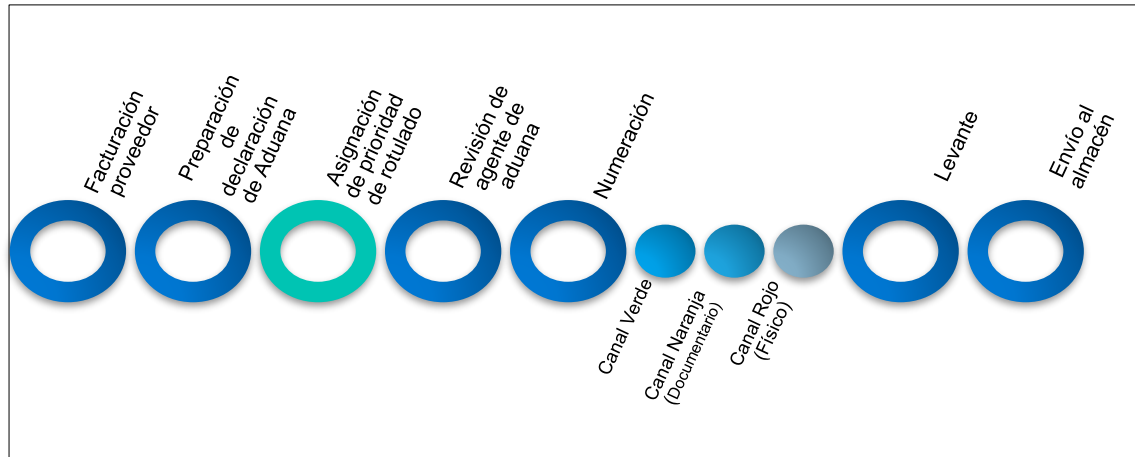 Facturación
proveedor
Preparación
de
declaración
de Aduana
Asignación
de prioridad
de rotulado
Revisión de
agente de
aduana
Numeración
Canal Verde
Canal Naranja
(Documentario)
Canal Rojo
(Físico)
Levante
Envío al
almacén